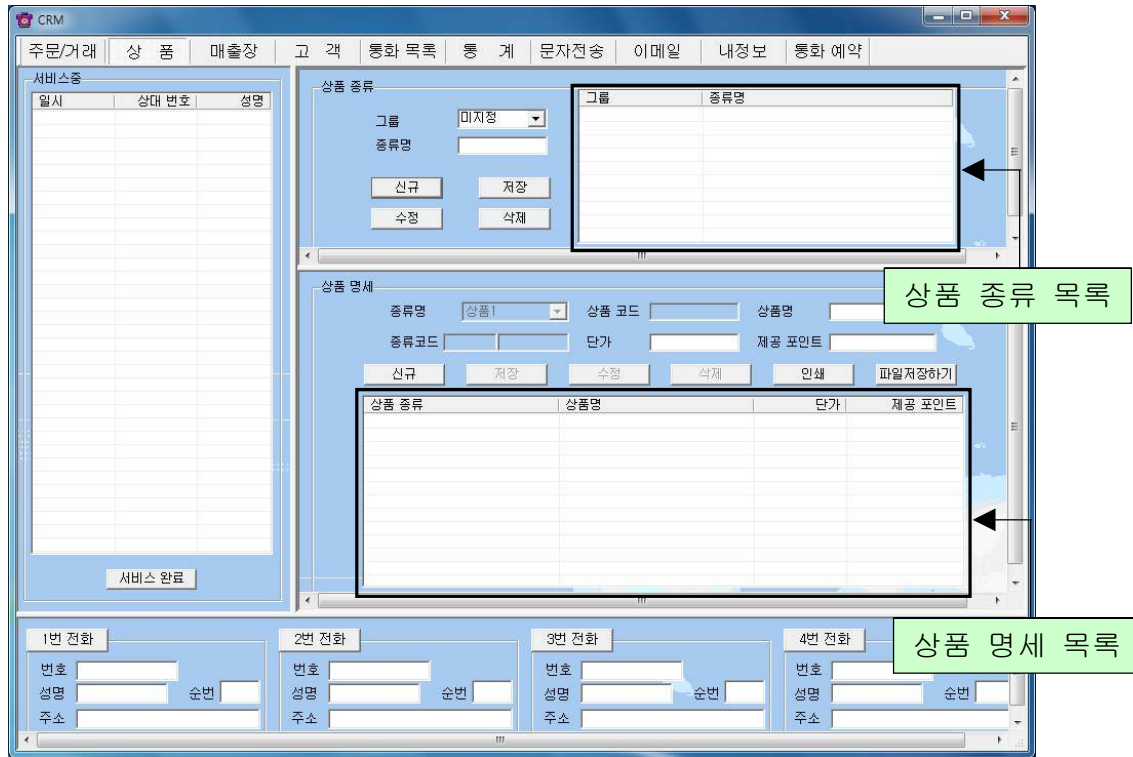 CRM
주문/거래 상 품 매출장 고 객 통화 목록 통 계 문자전송 이메일 내정보 통화 예약
서비스중
일시 상대 번호 성명
서비스 완료
상품 종류
그룹 미지정
종류명
신규 저장
수정 삭제
그룹 종류명
상품 종류 목록
상품 명세
종류명 상품1 상품 코드 상품명
종류코드 단가 제공 포인트
신규 저장 수정 삭제 인쇄 파일저장하기
상품 종류 상품명 단가 제공 포인트
상품 명세 목록
1번 전화
번호
성명 순번
주소
2번 전화
번호
성명 순번
주소
3번 전화
번호
성명 순번
주소
4번 전화
번호
성명 순번
주소